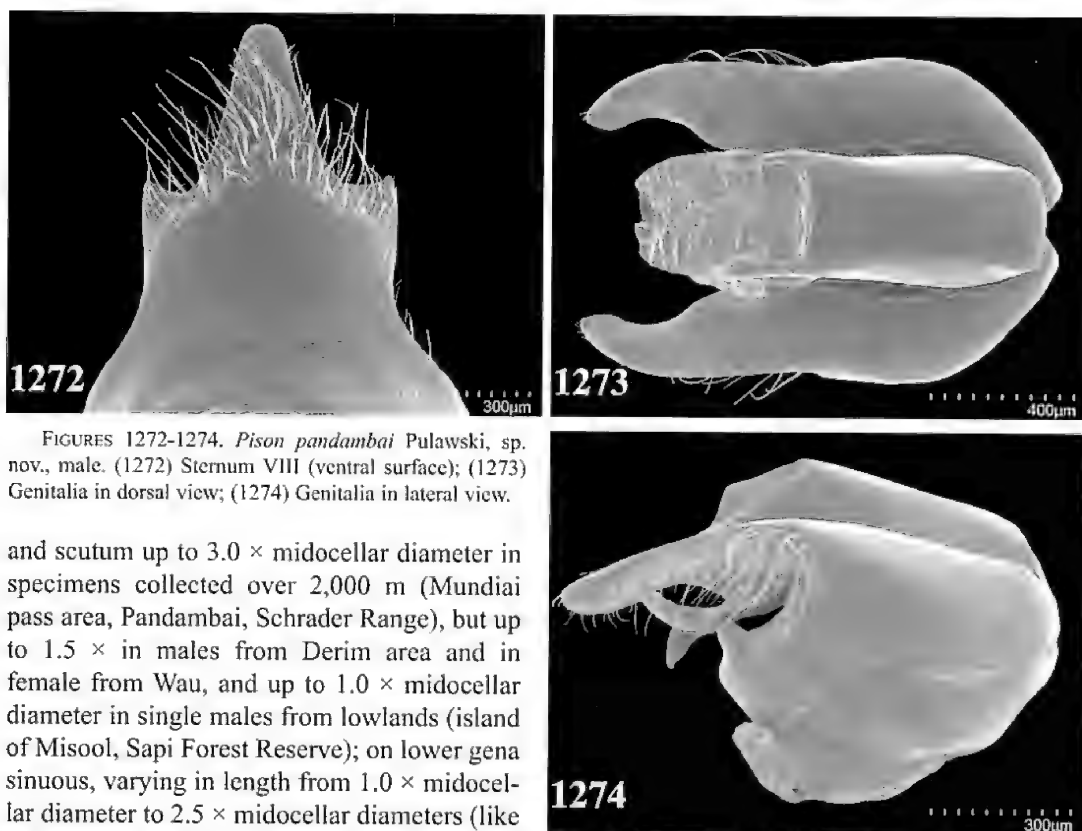 1272
300µm
1273
400µm
FIGURES 1272-1274. Pison pandambai Pulawski, sp.
nov., male. (1272) Sternum VIII (ventral surface); (1273)
Genitalia in dorsal view; (1274) Genitalia in lateral view.
and scutum up to 3.0 × midocellar diameter in
specimens collected over 2,000 m (Mundiai
pass area, Pandambai, Schrader Range), but up
to 1.5 × in males from Derim area and in
female from Wau, and up to 1.0 × midocellar
diameter in single males from lowlands (island
of Misool, Sapi Forest Reserve); on lower gena
sinuous, varying in length from 1.0 × midocel-
lar diameter to 2.5 × midocellar diameters (like
1274
300µm